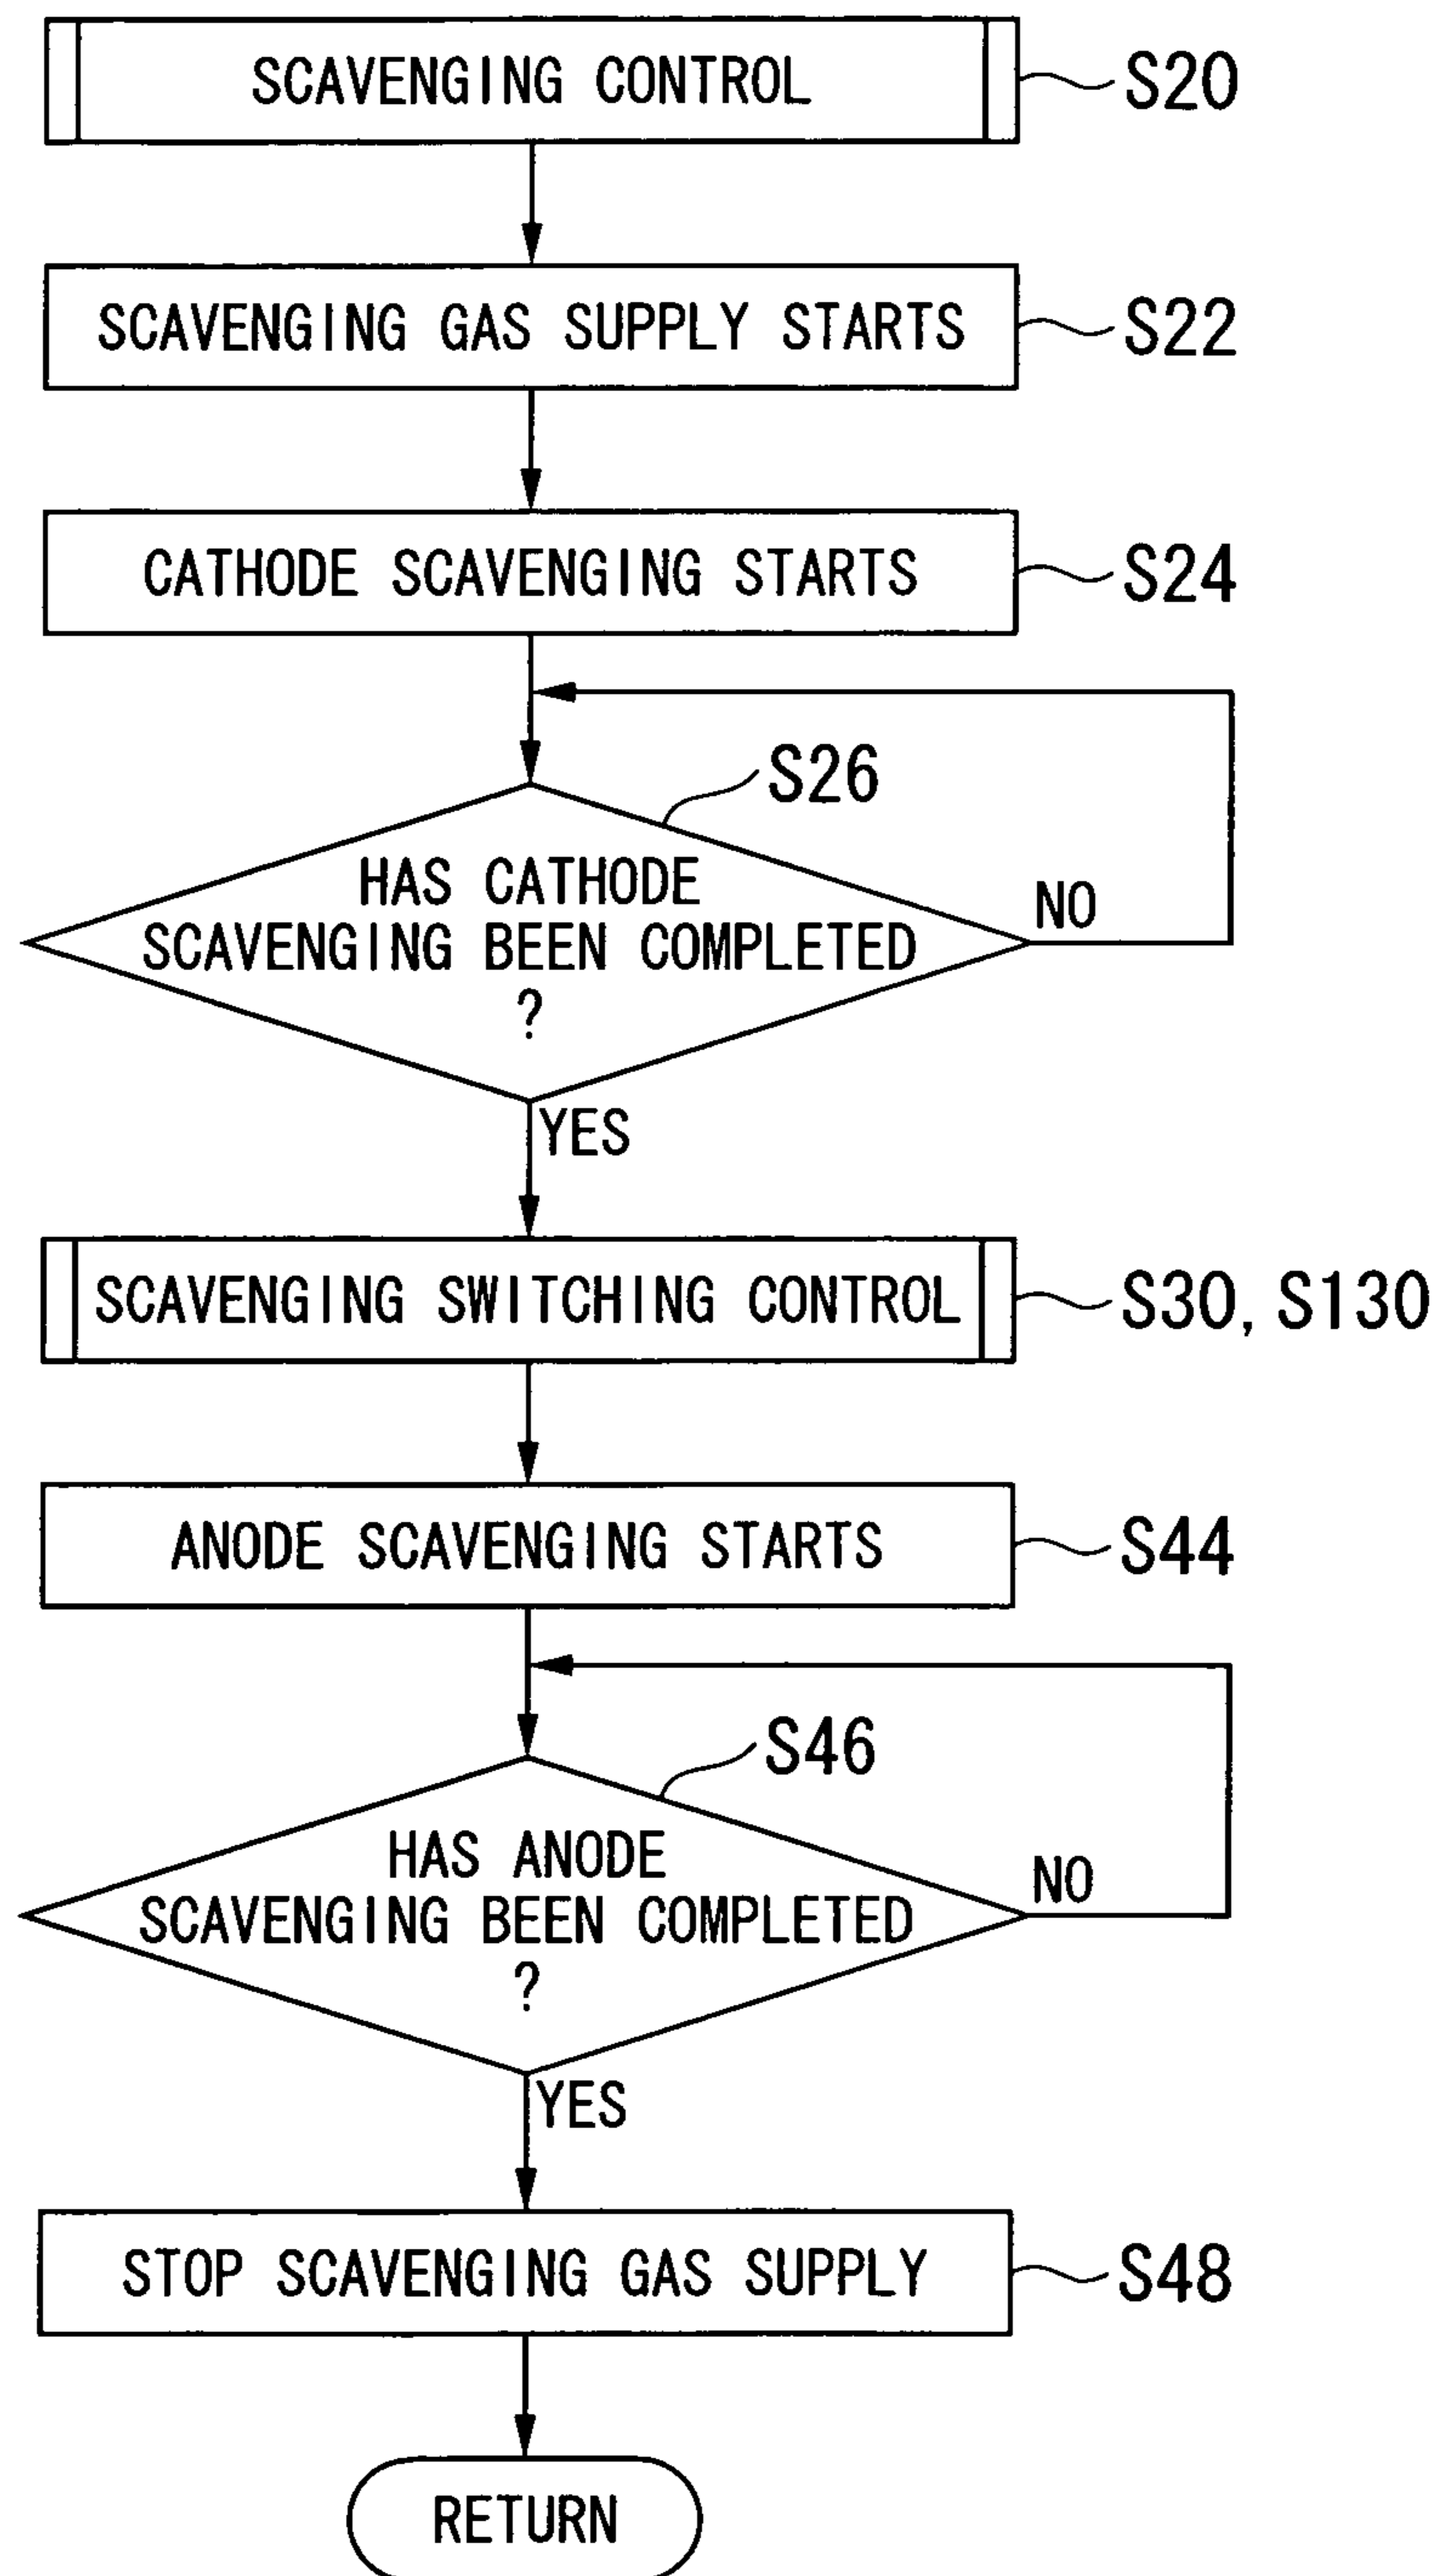 SCAVENGING CONTROL
S20
SCAVENGING GAS SUPPLY STARTS
S22
CATHODE SCAVENGING STARTS
S24
S26
HAS CATHODE
SCAVENGING BEEN COMPLETED
?
NO
YES
SCAVENGING SWITCHING CONTROL
S30, S130
ANODE SCAVENGING STARTS
S44
S46
HAS ANODE
SCAVENGING BEEN COMPLETED
?
NO
YES
STOP SCAVENGING GAS SUPPLY
S48
RETURN